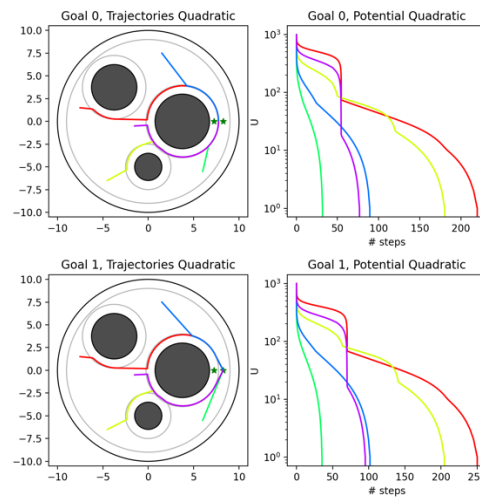 Goal 0, Trajectories Quadratic
10.0
7.5
5.0
2.5
0.0
−2.5
−5.0
−7.5
−10.0
−10 −5 0 5 10
Goal 0, Potential Quadratic
10³
10²
10¹
10⁰
U
0 50 100 150 200
# steps
Goal 1, Trajectories Quadratic
10.0
7.5
5.0
2.5
0.0
−2.5
−5.0
−7.5
−10.0
−10 −5 0 5 10
Goal 1, Potential Quadratic
10³
10²
10¹
10⁰
U
0 50 100 150 200 250
# steps